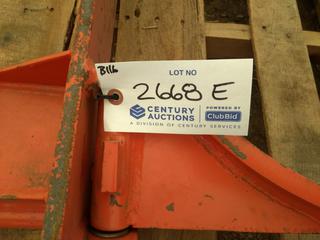 B116
LOT NO
2668 E
CENTURY AUCTIONS
POWERED BY
ClubBid
A DIVISION OF CENTURY SERVICES